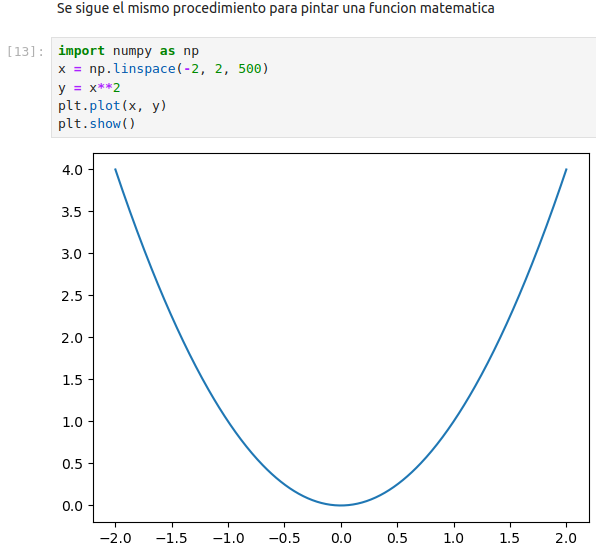 Se sigue el mismo procedimiento para pintar una funcion matematica
[13]: import numpy as np
x = np.linspace(-2, 2, 500)
y = x**2
plt.plot(x, y)
plt.show()
4.0
3.5
3.0
2.5
2.0
1.5
1.0
0.5
0.0
−2.0 −1.5 −1.0 −0.5 0.0 0.5 1.0 1.5 2.0